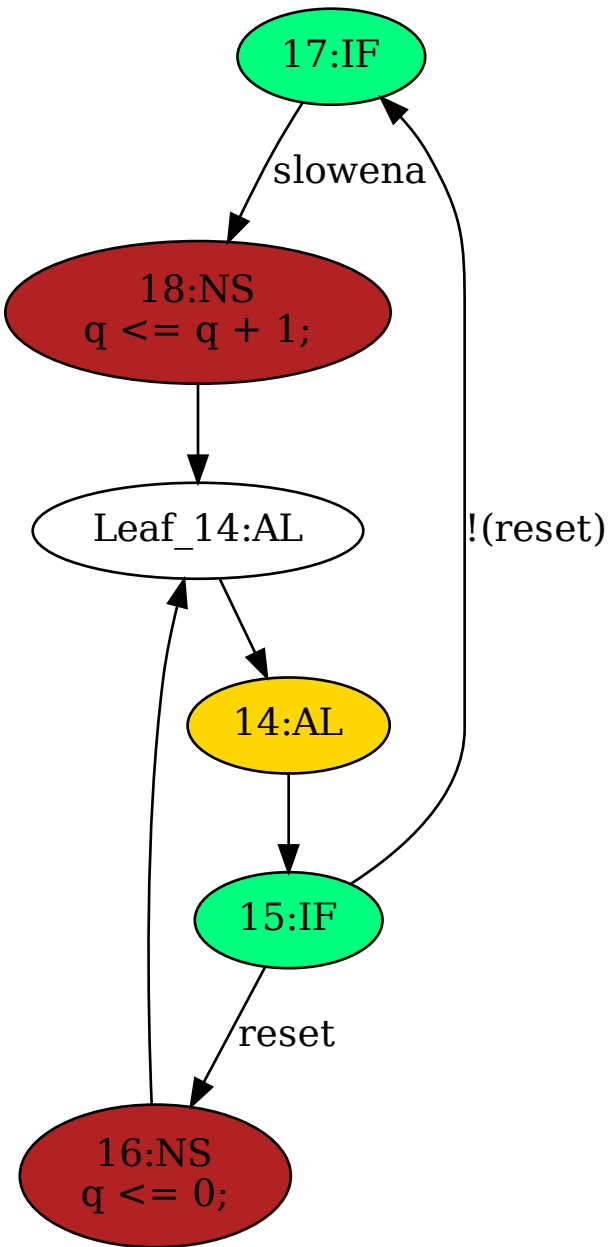 17:IF
slowena
18:NS
q <= q + 1;
Leaf_14:AL
!(reset)
14:AL
15:IF
reset
16:NS
q <= 0;